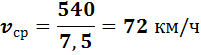 v_ср = 540/7,5 = 72 км/ч